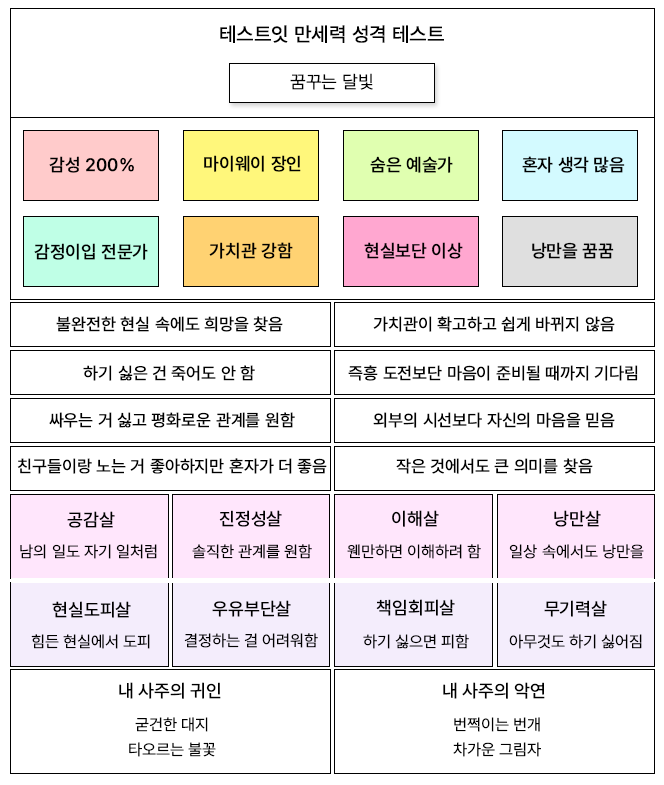 테스트잇 만세력 성격 테스트
꿈꾸는 달빛
감성 200%
마이웨이 장인
숨은 예술가
혼자 생각 많음
감정이입 전문가
가치관 강함
현실보단 이상
낭만을 꿈꿈
불완전한 현실 속에도 희망을 찾음
가치관이 확고하고 쉽게 바뀌지 않음
하기 싫은 건 죽어도 안 함
즉흥 도전보단 마음이 준비될 때까지 기다림
싸우는 거 싫고 평화로운 관계를 원함
외부의 시선보다 자신의 마음을 믿음
친구들이랑 노는 거 좋아하지만 혼자가 더 좋음
작은 것에서도 큰 의미를 찾음
공감살
남의 일도 자기 일처럼
진정성살
솔직한 관계를 원함
이해살
웬만하면 이해하려 함
낭만살
일상 속에서도 낭만을
현실도피살
힘든 현실에서 도피
우유부단살
결정하는 걸 어려워함
책임회피살
하기 싫으면 피함
무기력살
아무것도 하기 싫어짐
내 사주의 귀인
굳건한 대지
타오르는 불꽃
내 사주의 악연
번쩍이는 번개
차가운 그림자